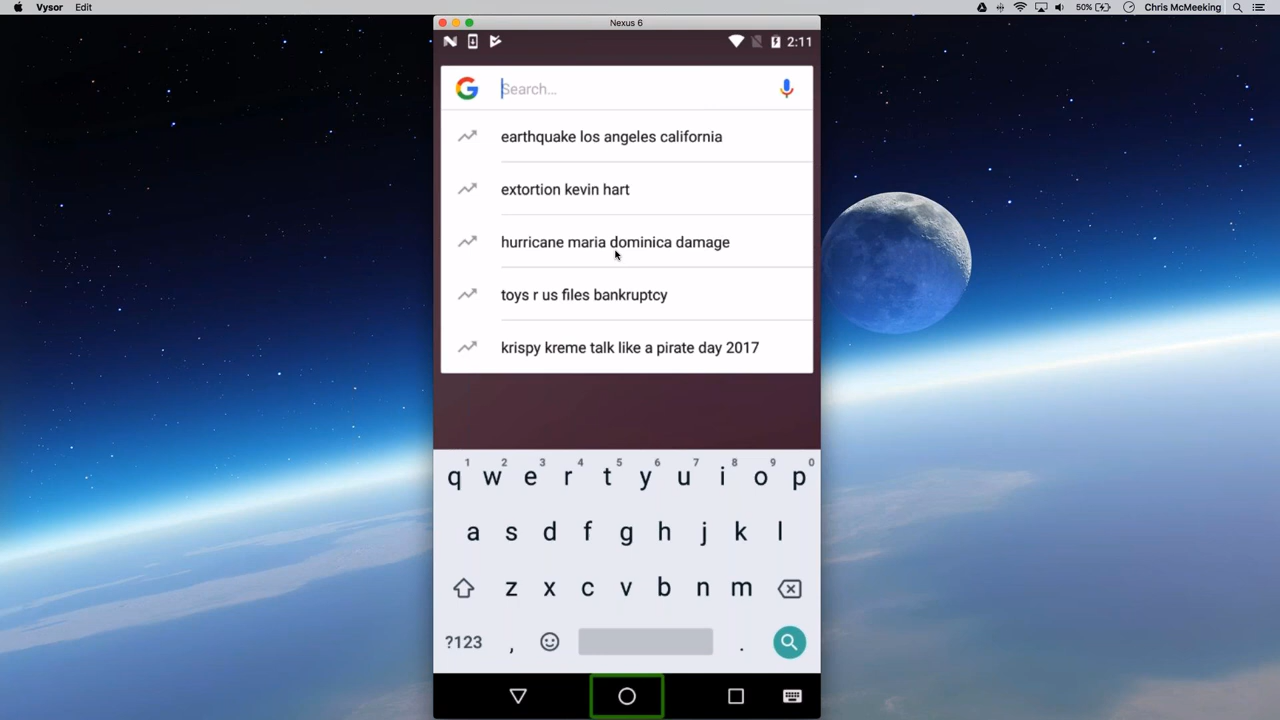 Vysor Edit 50% Chris McMeeking
Nexus 6
2:11
G Search...
earthquake los angeles california
extortion kevin hart
hurricane maria dominica damage
toys r us files bankruptcy
krispy kreme talk like a pirate day 2017
1 2 3 4 5 6 7 8 9 0
q w e r t y u i o p
a s d f g h j k l
z x c v b n m
?123 , .